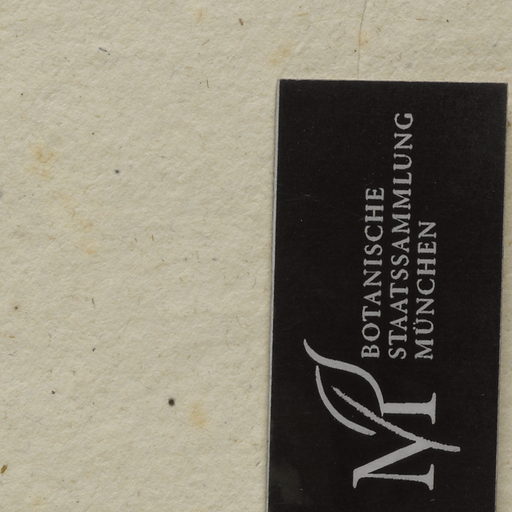 M
BOTANISCHE
STAATSSAMMLUNG
MÜNCHEN